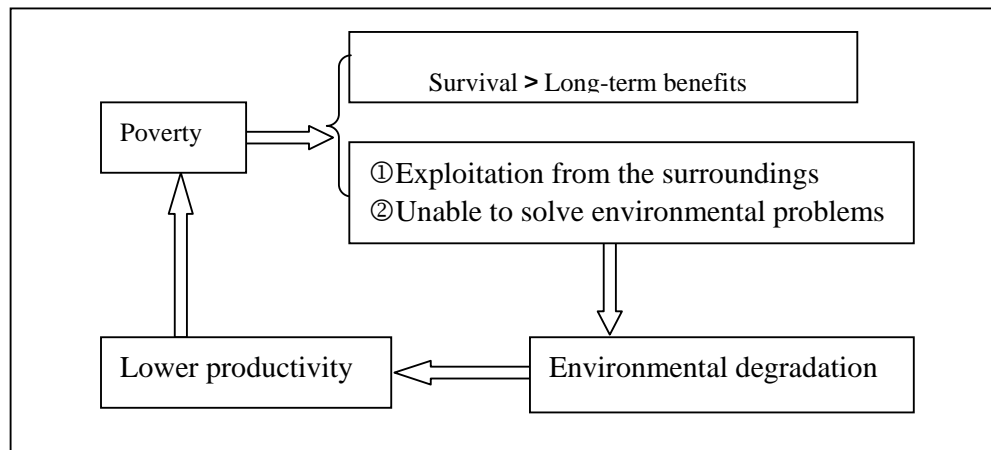 Survival > Long-term benefits
Poverty
①Exploitation from the surroundings
②Unable to solve environmental problems
Lower productivity
Environmental degradation